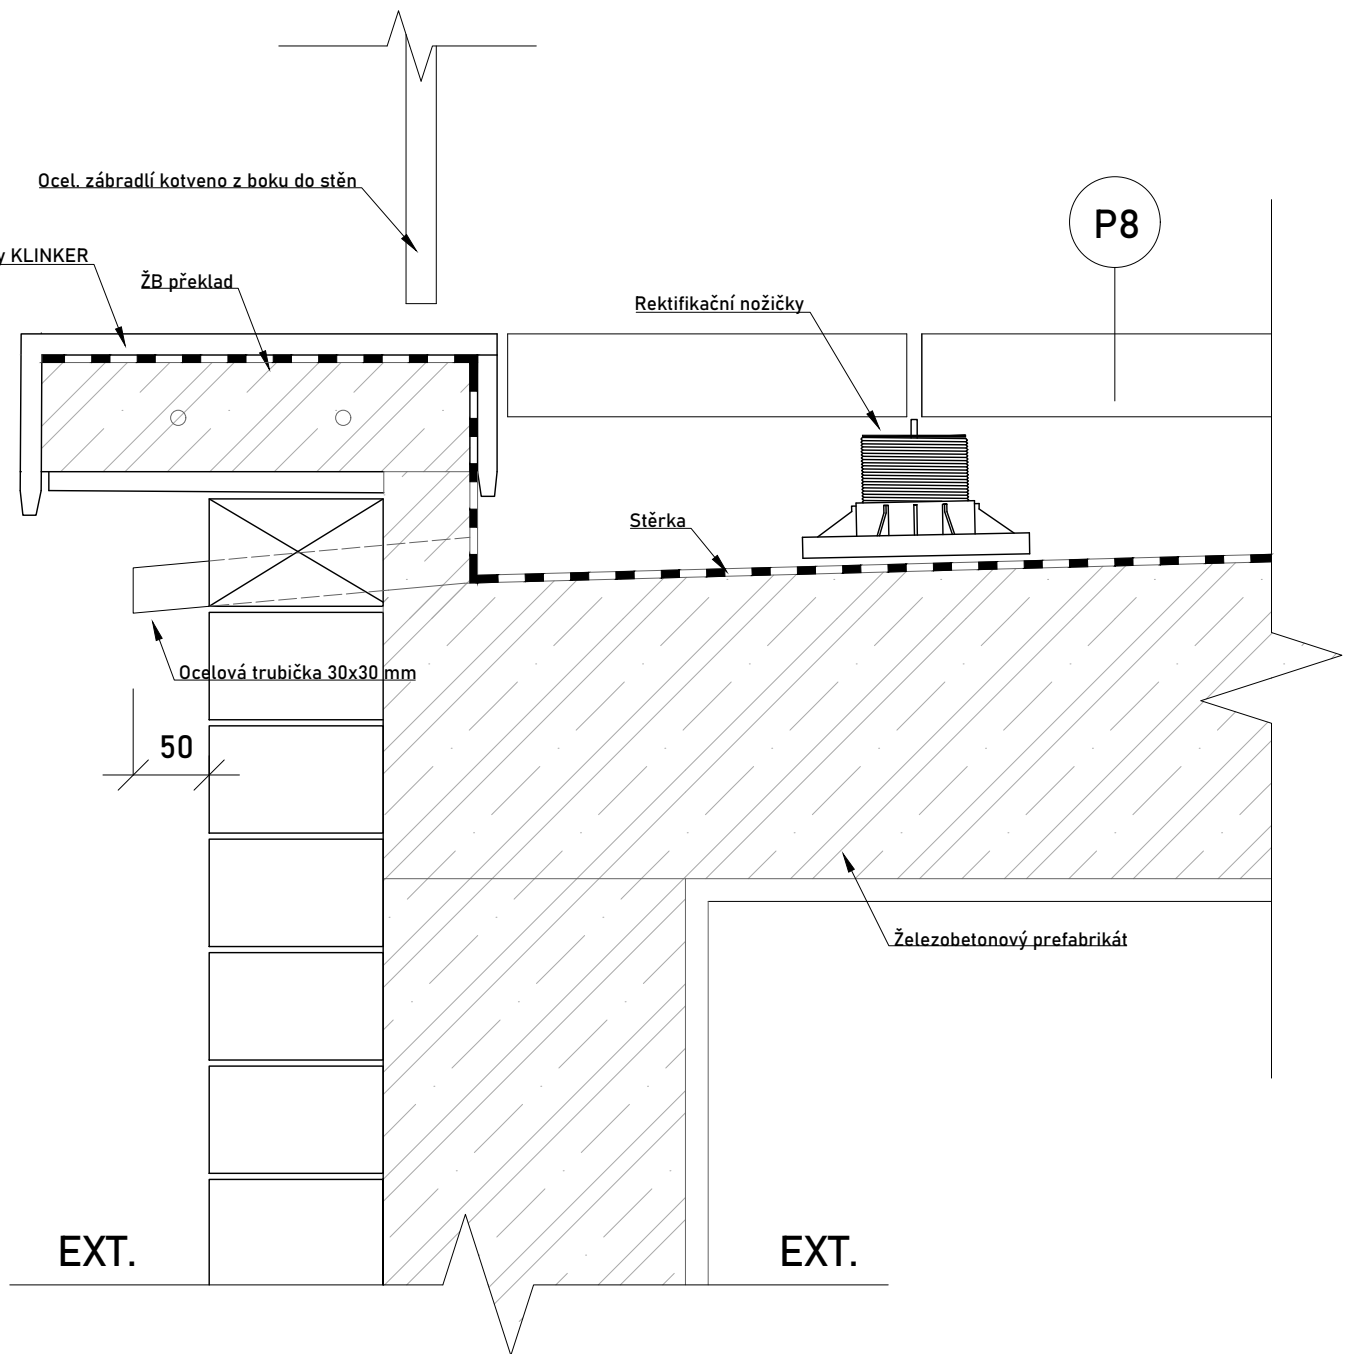 Ocel. zábradlí kotveno z boku do stěn
P8
KLINKER
ŽB překlad
Rektifikační nožičky
Stěrka
Ocelová trubička 30x30 mm
50
Železobetonový prefabrikát
EXT.
EXT.